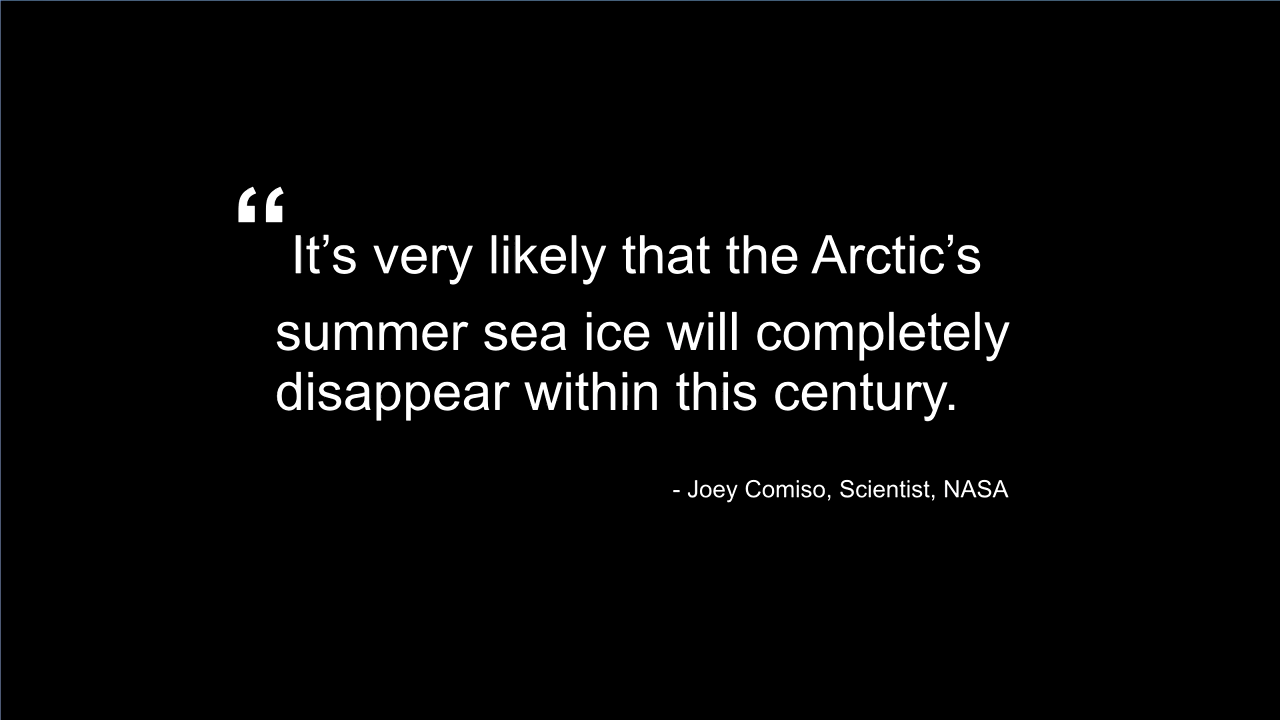 “It’s very likely that the Arctic’s
summer sea ice will completely
disappear within this century.
- Joey Comiso, Scientist, NASA